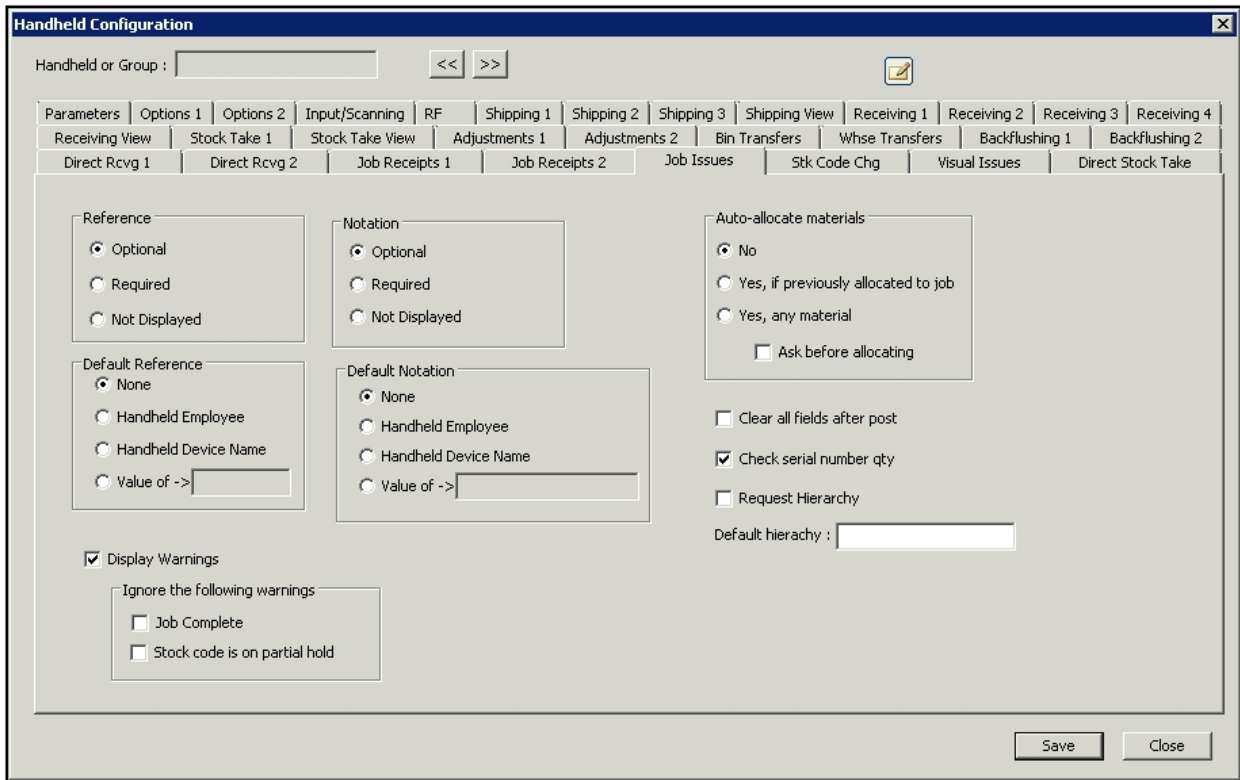 Handheld Configuration
Handheld or Group :
<< >>
Parameters Options 1 Options 2 Input/Scanning RF Shipping 1 Shipping 2 Shipping 3 Shipping View Receiving 1 Receiving 2 Receiving 3 Receiving 4
Receiving View Stock Take 1 Stock Take View Adjustments 1 Adjustments 2 Bin Transfers Whse Transfers Backflushing 1 Backflushing 2
Direct Rcvg 1 Direct Rcvg 2 Job Receipts 1 Job Receipts 2 Job Issues Stk Code Chg Visual Issues Direct Stock Take
Reference
Optional
Required
Not Displayed
Default Reference
None
Handheld Employee
Handheld Device Name
Value of ->
Notation
Optional
Required
Not Displayed
Default Notation
None
Handheld Employee
Handheld Device Name
Value of ->
Auto-allocate materials
No
Yes, if previously allocated to job
Yes, any material
Ask before allocating
Clear all fields after post
Check serial number qty
Request Hierarchy
Default hierachy :
Display Warnings
Ignore the following warnings
Job Complete
Stock code is on partial hold
Save Close